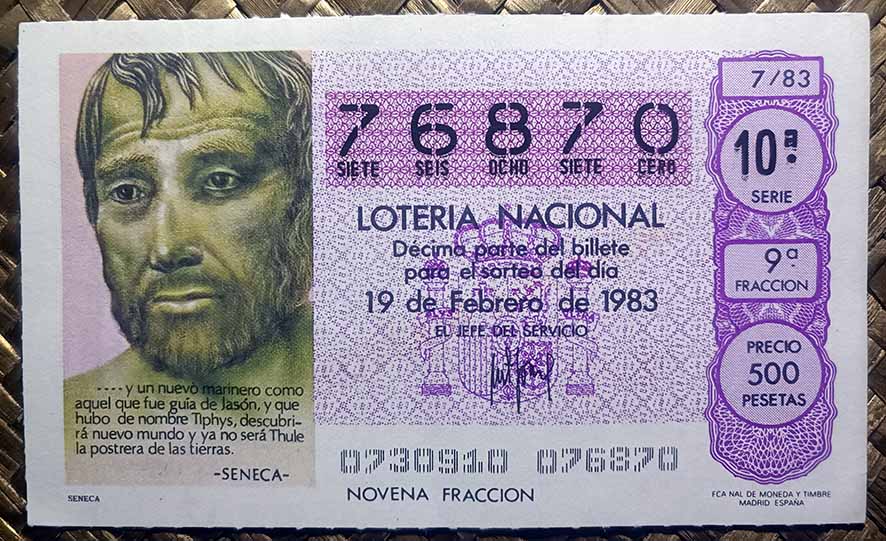 7 6 8 7 0
SIETE SEIS OCHO SIETE CERO
LOTERIA NACIONAL
Décima parte del billete
para el sorteo del día
19 de Febrero de 1983
EL JEFE DEL SERVICIO
7/83
10ª
SERIE
9ª
FRACCION
PRECIO
500
PESETAS
----y un nuevo marinero como
aquel que fue guía de Jasón, y que
hubo de nombre Tlphys, descubri-
rá nuevo mundo y ya no será Thule
la postrera de las tierras.
-SENECA-
0730910 076870
SENECA
NOVENA FRACCION
FCA NAL DE MONEDA Y TIMBRE
MADRID ESPAÑA